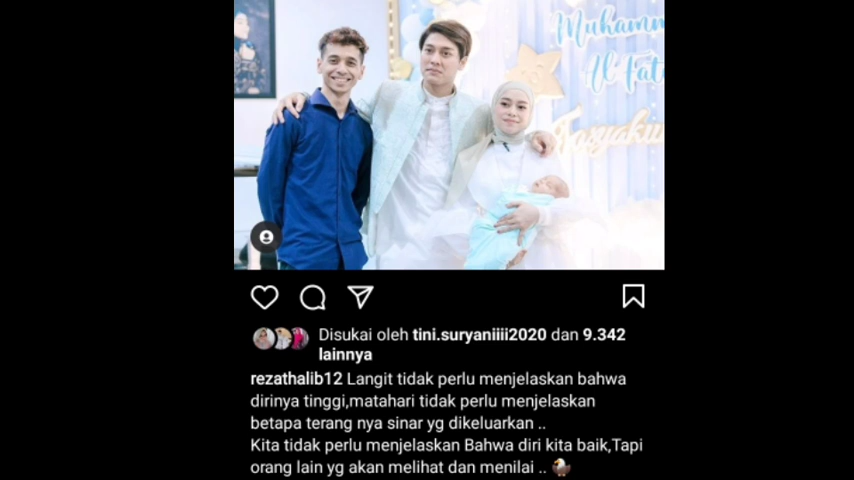 Muhamm
Al Fat
Tasyaku
Disukai oleh tini.suryaniiii2020 dan 9.342
lainnya
rezathalib12 Langit tidak perlu menjelaskan bahwa
dirinya tinggi,matahari tidak perlu menjelaskan
betapa terang nya sinar yg dikeluarkan ..
Kita tidak perlu menjelaskan Bahwa diri kita baik,Tapi
orang lain yg akan melihat dan menilai .. 🦅